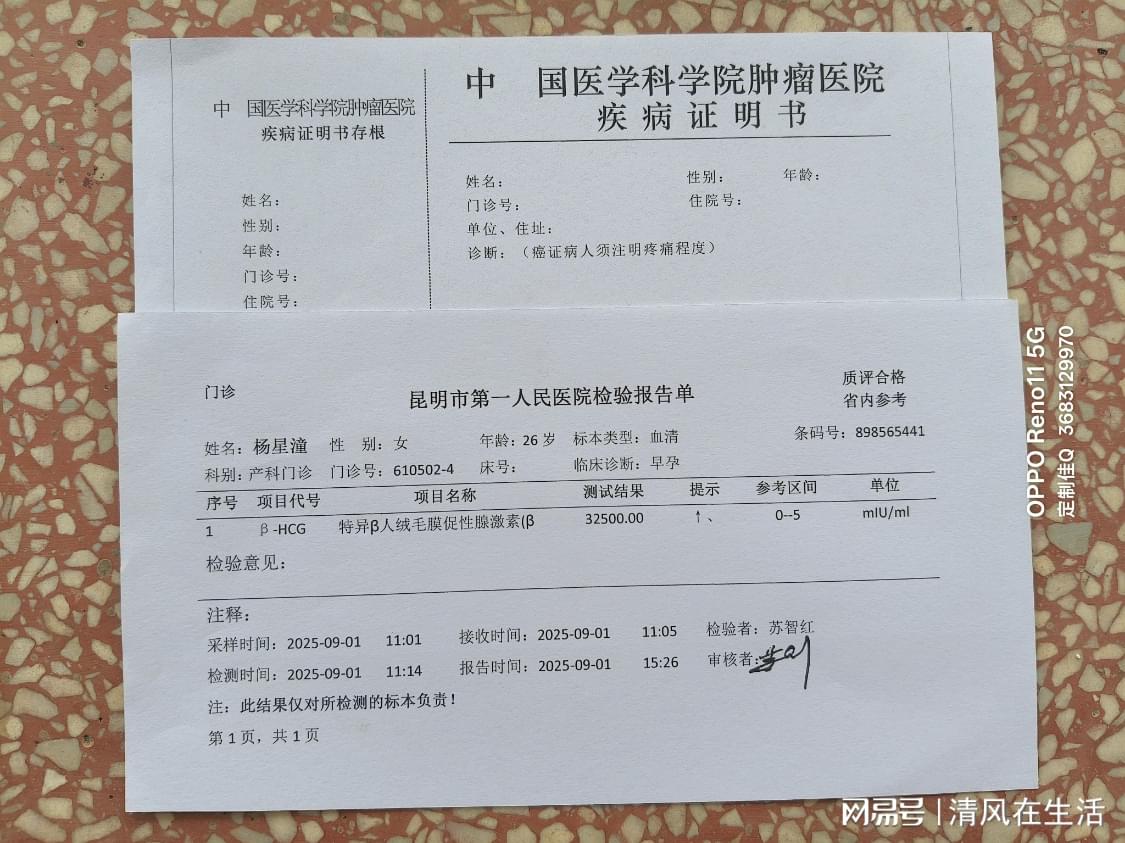 中 国医学科学院肿瘤医院
疾病证明书存根
姓名：
性别：
年龄：
门诊号：
住院号：
中 国医学科学院肿瘤医院
疾病证明书
姓名： 性别： 年龄：
门诊号： 住院号：
单位、住址：
诊断：（癌证病人须注明疼痛程度）
门诊 昆明市第一人民医院检验报告单 质评合格
省内参考
姓名：杨星潼 性 别：女 年龄：26 岁 标本类型：血清 条码号：898565441
科别：产科门诊 门诊号：610502-4 床号： 临床诊断：早孕
序号 项目代号 项目名称 测试结果 提示 参考区间 单位
1 β-HCG 特异β人绒毛膜促性腺激素(β 32500.00 ↑、 0--5 mIU/ml
检验意见：
注释：
采样时间：2025-09-01 11:01 接收时间：2025-09-01 11:05 检验者：苏智红
检测时间：2025-09-01 11:14 报告时间：2025-09-01 15:26 审核者：
注：此结果仅对所检测的标本负责！
第 1 页，共 1 页
OPPO Reno11 5G
定制佳Q 3683129970
网易号 | 清风在生活